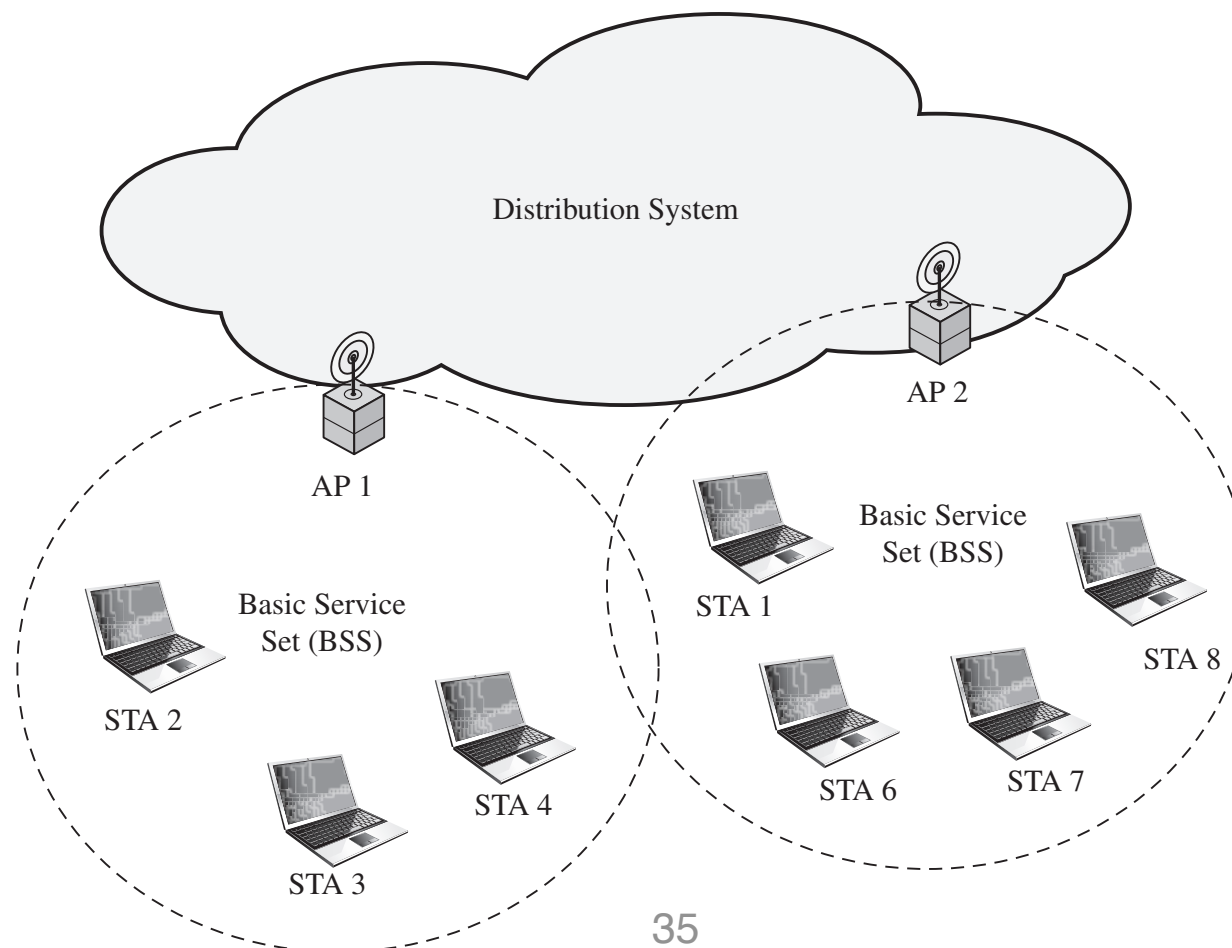 Distribution System
AP 2
AP 1
Basic Service
Set (BSS)
STA 1
STA 8
Basic Service
Set (BSS)
STA 2
STA 4
STA 6
STA 7
STA 3
35